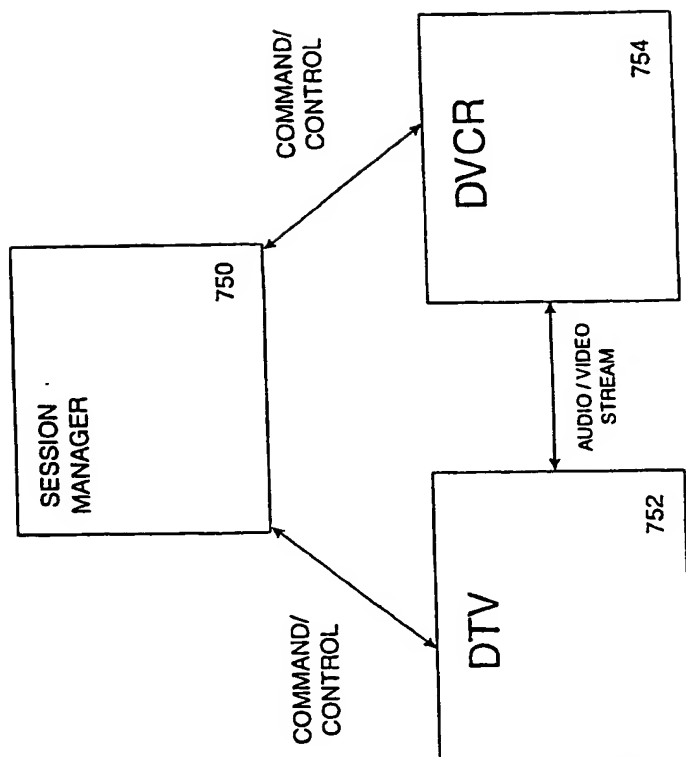 SESSION
MANAGER
750
COMMAND/
CONTROL
COMMAND/
CONTROL
DTV
752
AUDIO / VIDEO
STREAM
DVCR
754